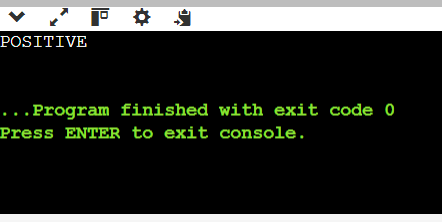 POSITIVE
...Program finished with exit code 0
Press ENTER to exit console.